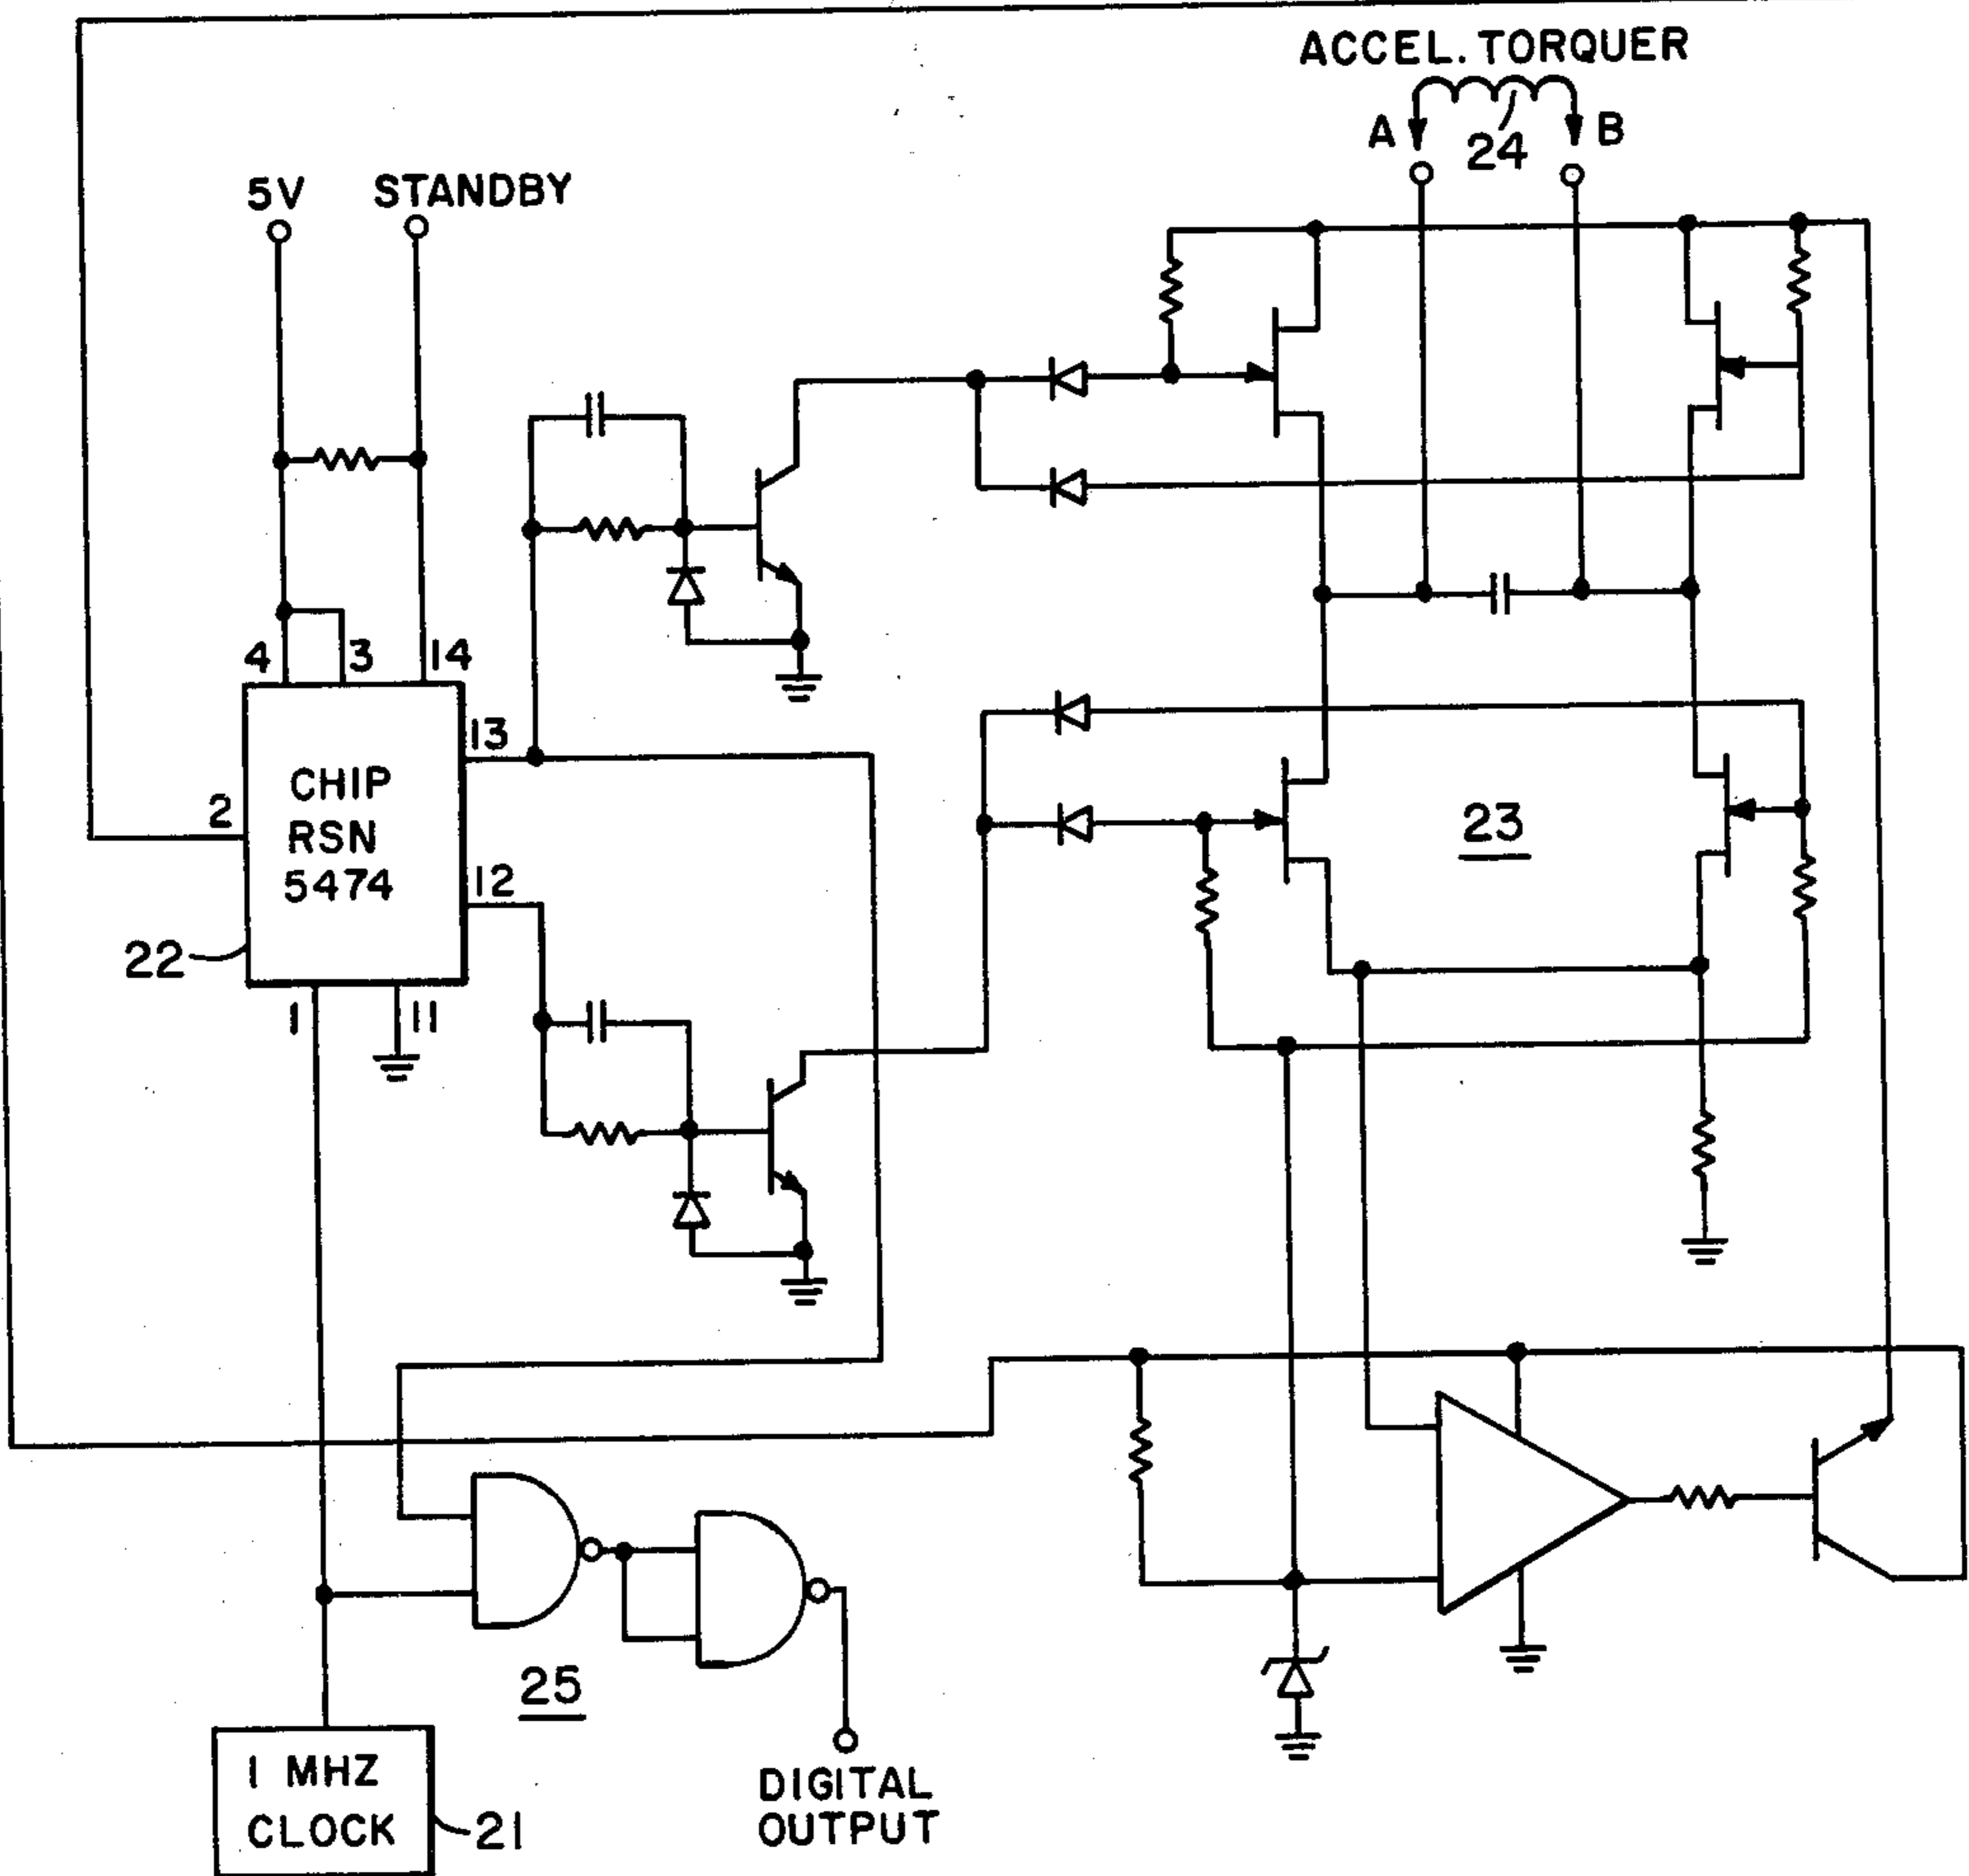 ACCEL. TORQUER
A
24
B
5V
STANDBY
4
3
14
13
2
CHIP
RSN
5474
12
23
22
1
11
25
1 MHZ
CLOCK
21
DIGITAL
OUTPUT